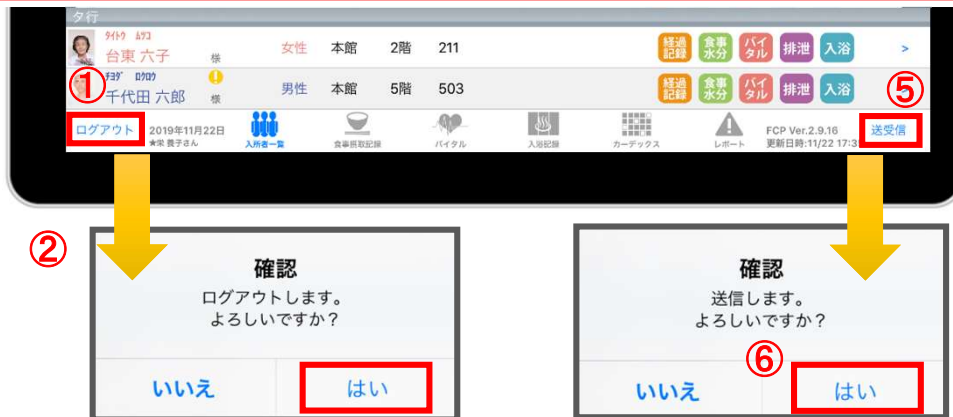 タ行
タイトウ ムツコ
台東 六子 様 女性 本館 2階 211 経過記録 食事水分 バイタル 排泄 入浴 >
チヨダ ロクロウ
千代田 六郎 様 男性 本館 5階 503 経過記録 食事水分 バイタル 排泄 入浴
① ⑤
ログアウト 2019年11月22日 ★栄 養子さん 入所者一覧 食事摂取記録 バイタル 入浴記録 カーデックス レポート FCP Ver.2.9.16 更新日時:11/22 17:3 送受信
②
確認
ログアウトします。
よろしいですか？
いいえ はい
確認
送信します。
よろしいですか？
⑥
いいえ はい